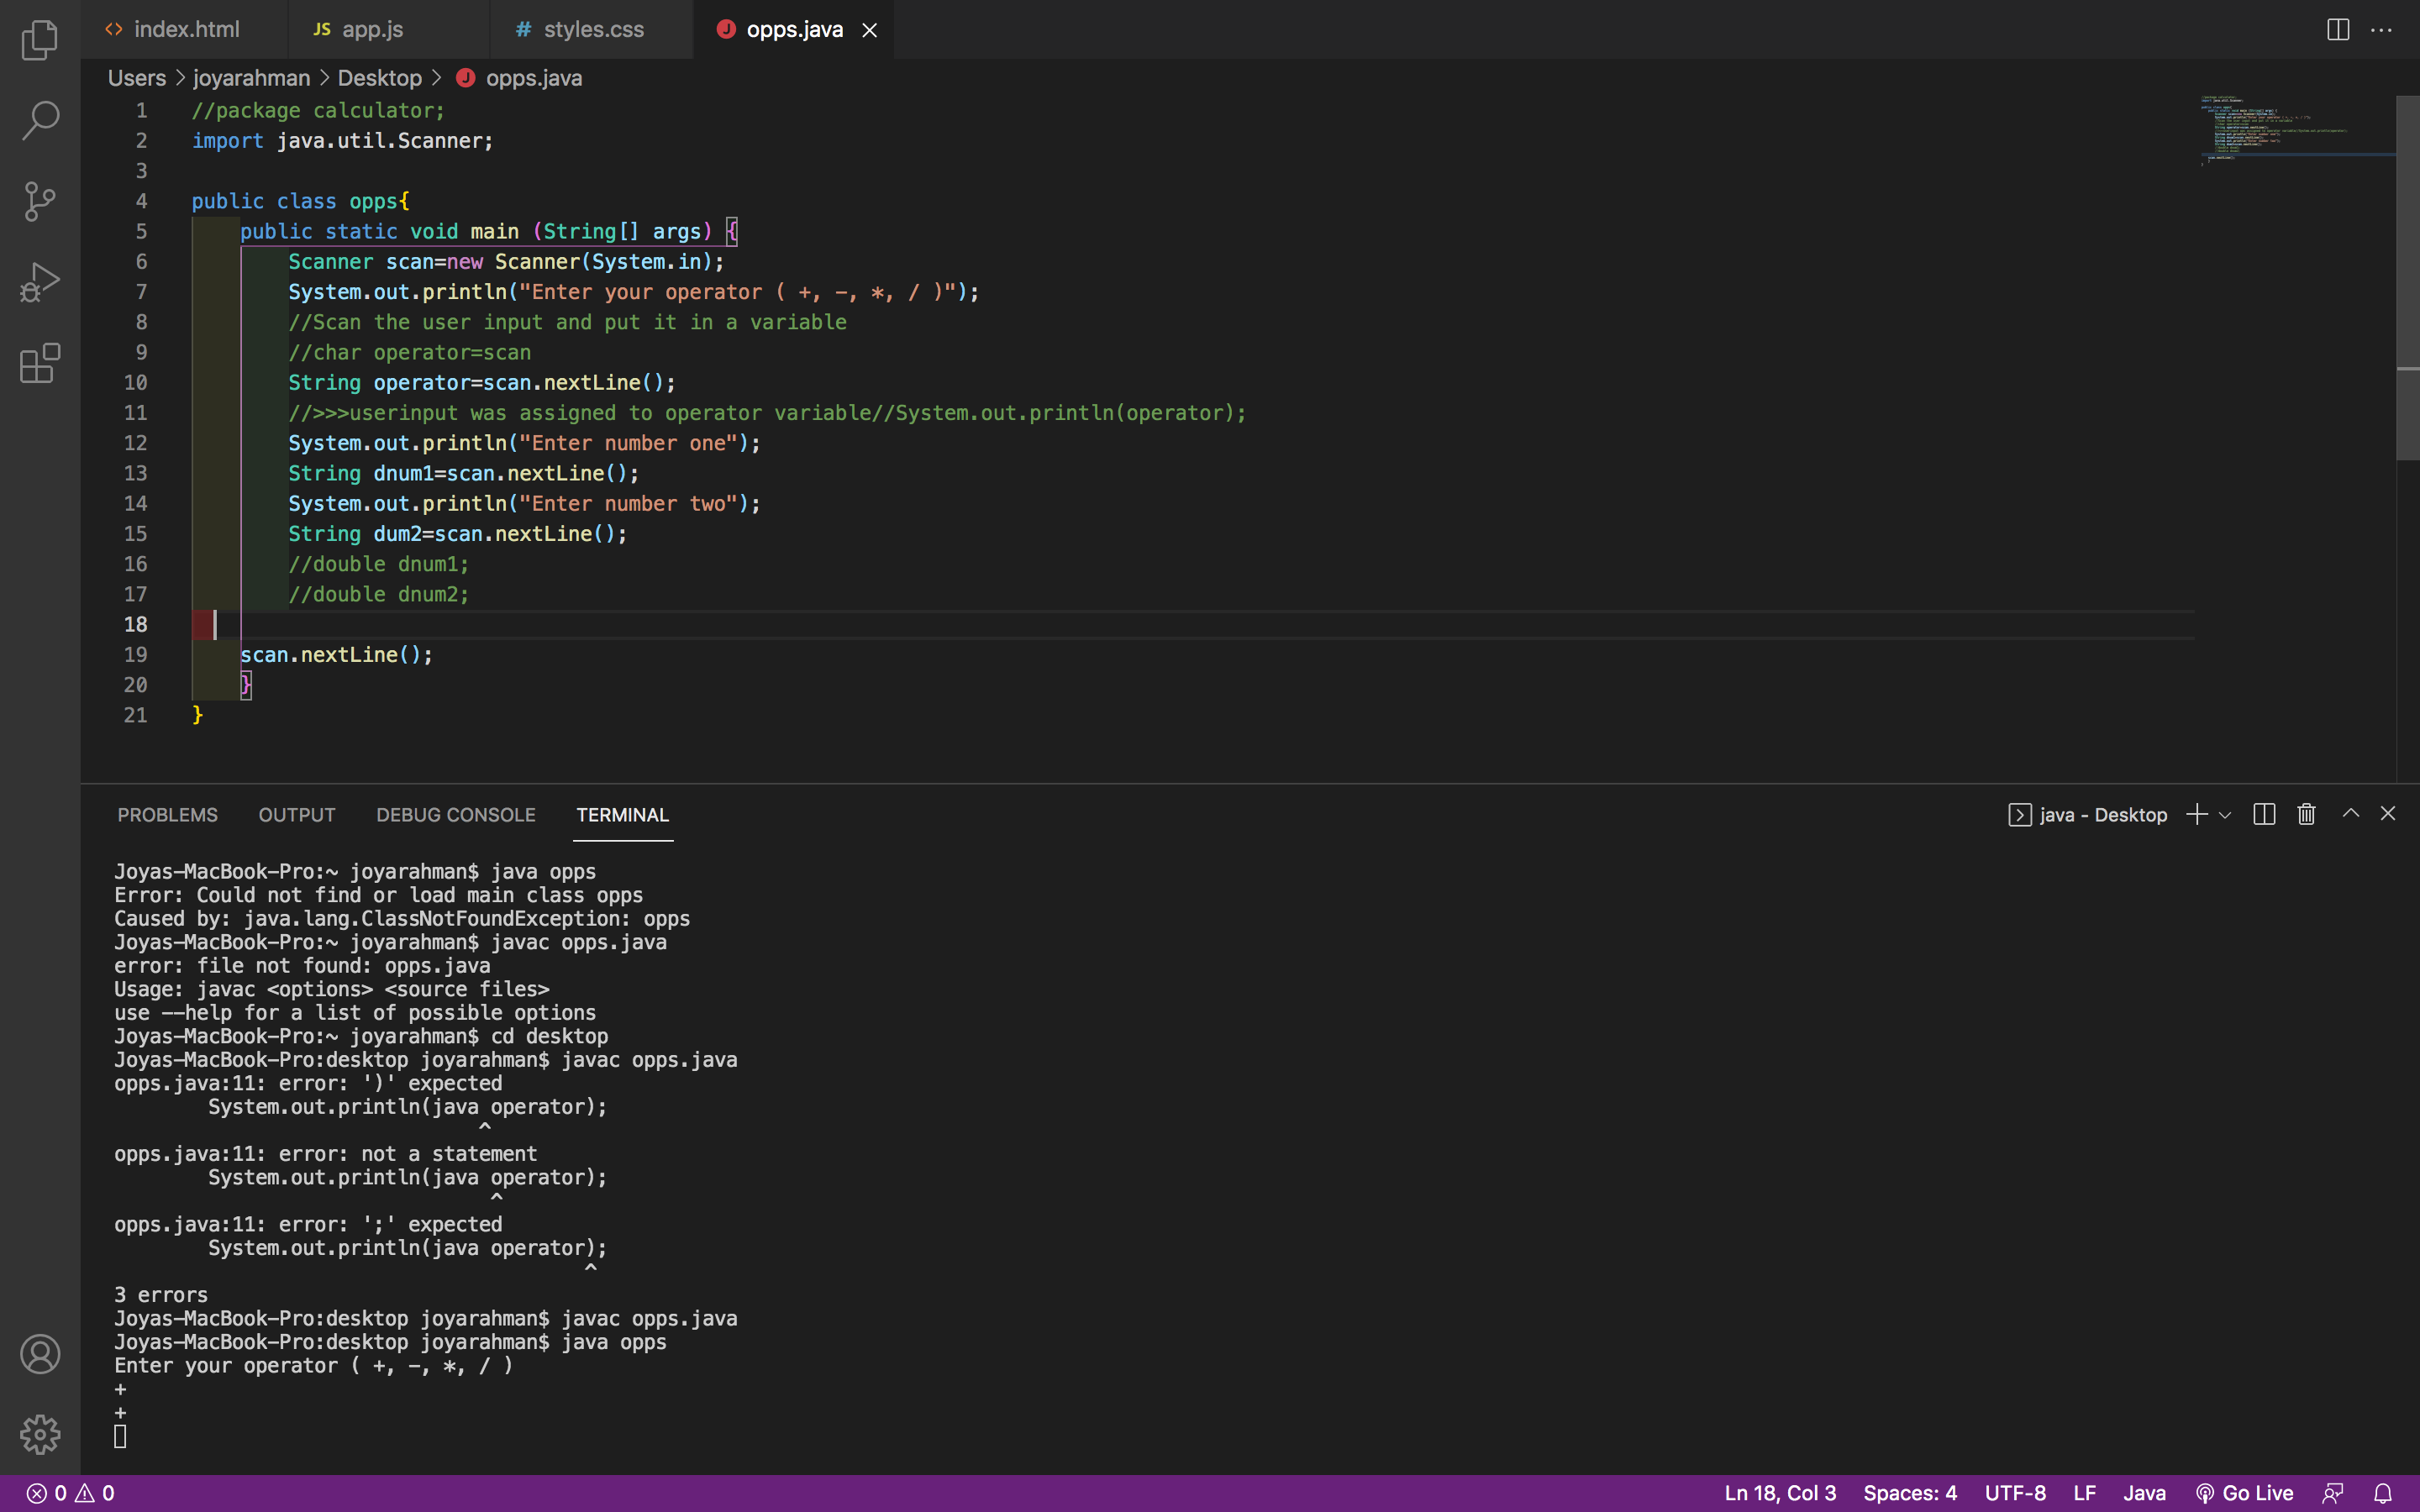 index.html
JS app.js
# styles.css
J opps.java
Users > joyarahman > Desktop > J opps.java
1 //package calculator;
2 import java.util.Scanner;
3
4 public class opps{
5 public static void main (String[] args) {
6 Scanner scan=new Scanner(System.in);
7 System.out.println("Enter your operator ( +, -, *, / )");
8 //Scan the user input and put it in a variable
9 //char operator=scan
10 String operator=scan.nextLine();
11 //>>>userinput was assigned to operator variable//System.out.println(operator);
12 System.out.println("Enter number one");
13 String dnum1=scan.nextLine();
14 System.out.println("Enter number two");
15 String dum2=scan.nextLine();
16 //double dnum1;
17 //double dnum2;
18
19 scan.nextLine();
20 }
21 }
PROBLEMS OUTPUT DEBUG CONSOLE TERMINAL
java - Desktop
Joyas-MacBook-Pro:~ joyarahman$ java opps
Error: Could not find or load main class opps
Caused by: java.lang.ClassNotFoundException: opps
Joyas-MacBook-Pro:~ joyarahman$ javac opps.java
error: file not found: opps.java
Usage: javac <options> <source files>
use --help for a list of possible options
Joyas-MacBook-Pro:~ joyarahman$ cd desktop
Joyas-MacBook-Pro:desktop joyarahman$ javac opps.java
opps.java:11: error: ')' expected
System.out.println(java operator);
^
opps.java:11: error: not a statement
System.out.println(java operator);
^
opps.java:11: error: ';' expected
System.out.println(java operator);
^
3 errors
Joyas-MacBook-Pro:desktop joyarahman$ javac opps.java
Joyas-MacBook-Pro:desktop joyarahman$ java opps
Enter your operator ( +, -, *, / )
+
+
0 0
Ln 18, Col 3 Spaces: 4 UTF-8 LF Java Go Live